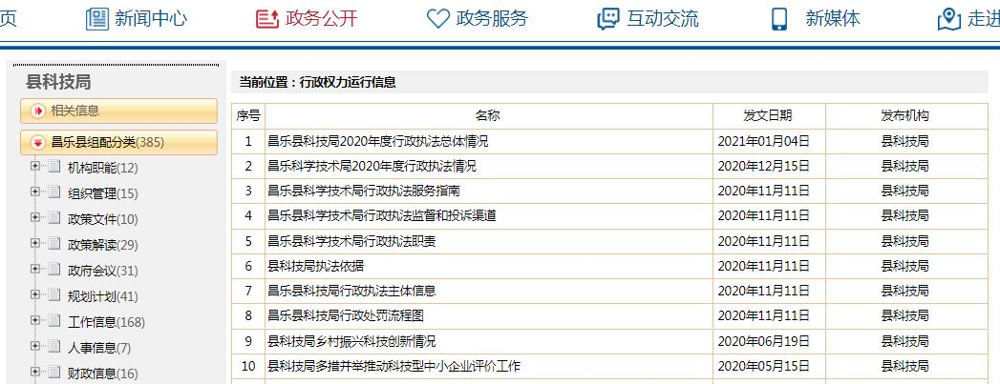 页 新闻中心 政务公开 政务服务 互动交流 新媒体 走进
县科技局
相关信息
昌乐县组配分类(385)
机构职能(12)
组织管理(15)
政策文件(10)
政策解读(29)
政府会议(31)
规划计划(41)
工作信息(168)
人事信息(7)
财政信息(16)
当前位置：行政权力运行信息
序号 名称 发文日期 发布机构
1 昌乐县科技局2020年度行政执法总体情况 2021年01月04日 县科技局
2 昌乐科学技术局2020年度行政执法情况 2020年12月15日 县科技局
3 昌乐县科学技术局行政执法服务指南 2020年11月11日 县科技局
4 昌乐县科学技术局行政执法监督和投诉渠道 2020年11月11日 县科技局
5 昌乐县科学技术局行政执法职责 2020年11月11日 县科技局
6 县科技局执法依据 2020年11月11日 县科技局
7 昌乐县科技局行政执法主体信息 2020年11月11日 县科技局
8 昌乐县科技局行政处罚流程图 2020年11月11日 县科技局
9 县科技局乡村振兴科技创新情况 2020年06月19日 县科技局
10 县科技局多措并举推动科技型中小企业评价工作 2020年05月15日 县科技局